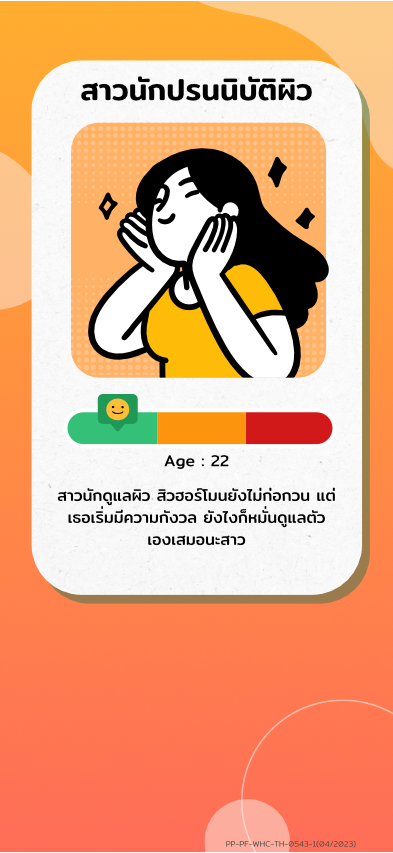 สาวนักปรนนิบัติผิว
Age : 22
สาวนักดูแลผิว สิวฮอร์โมนยังไม่ก่อกวน แต่
เธอเริ่มมีความกังวล ยังไงก็หมั่นดูแลตัว
เองเสมอนะสาว
PP-PF-WHC-TH-0543-1(04/2023)